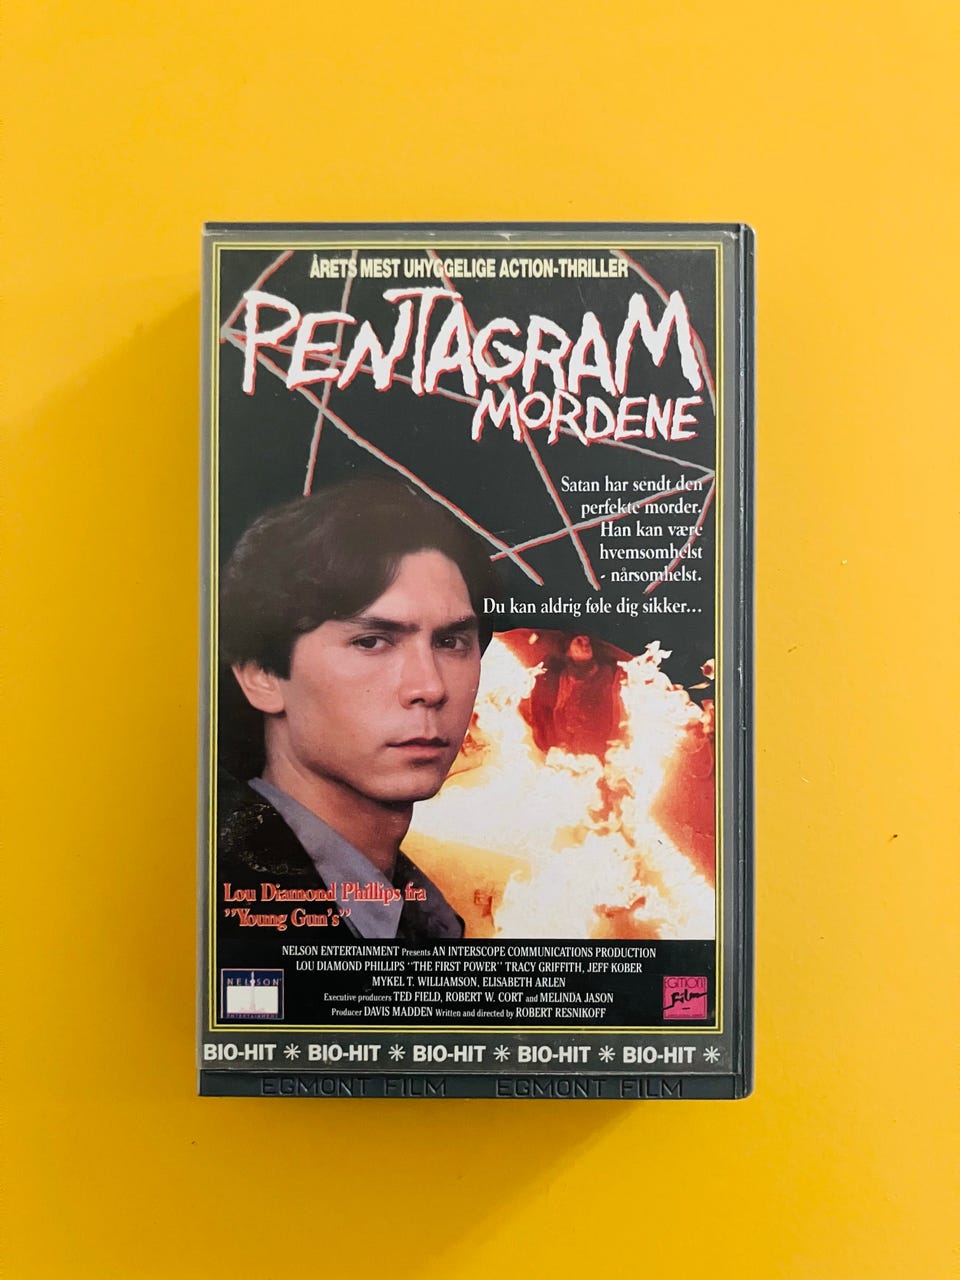 ÅRETS MEST UHYGGELIGE ACTION-THRILLER
PENTAGRAM
MORDENE
Satan har sendt den
perfekte morder.
Han kan være
hvemsomhelst
- nårsomhelst.
Du kan aldrig føle dig sikker...
Lou Diamond Phillips fra
"Young Gun's"
NELSON ENTERTAINMENT Presents AN INTERSCOPE COMMUNICATIONS PRODUCTION
LOU DIAMOND PHILLIPS "THE FIRST POWER" TRACY GRIFFITH, JEFF KOBER
MYKEL T. WILLIAMSON, ELISABETH ARLEN
Executive producers TED FIELD, ROBERT W. CORT and MELINDA JASON
Producer DAVIS MADDEN Written and directed by ROBERT RESNIKOFF
NELSON
ENTERTAINMENT
EGMONT
Film
BIO-HIT ✳ BIO-HIT ✳ BIO-HIT ✳ BIO-HIT ✳ BIO-HIT ✳
EGMONT FILM EGMONT FILM